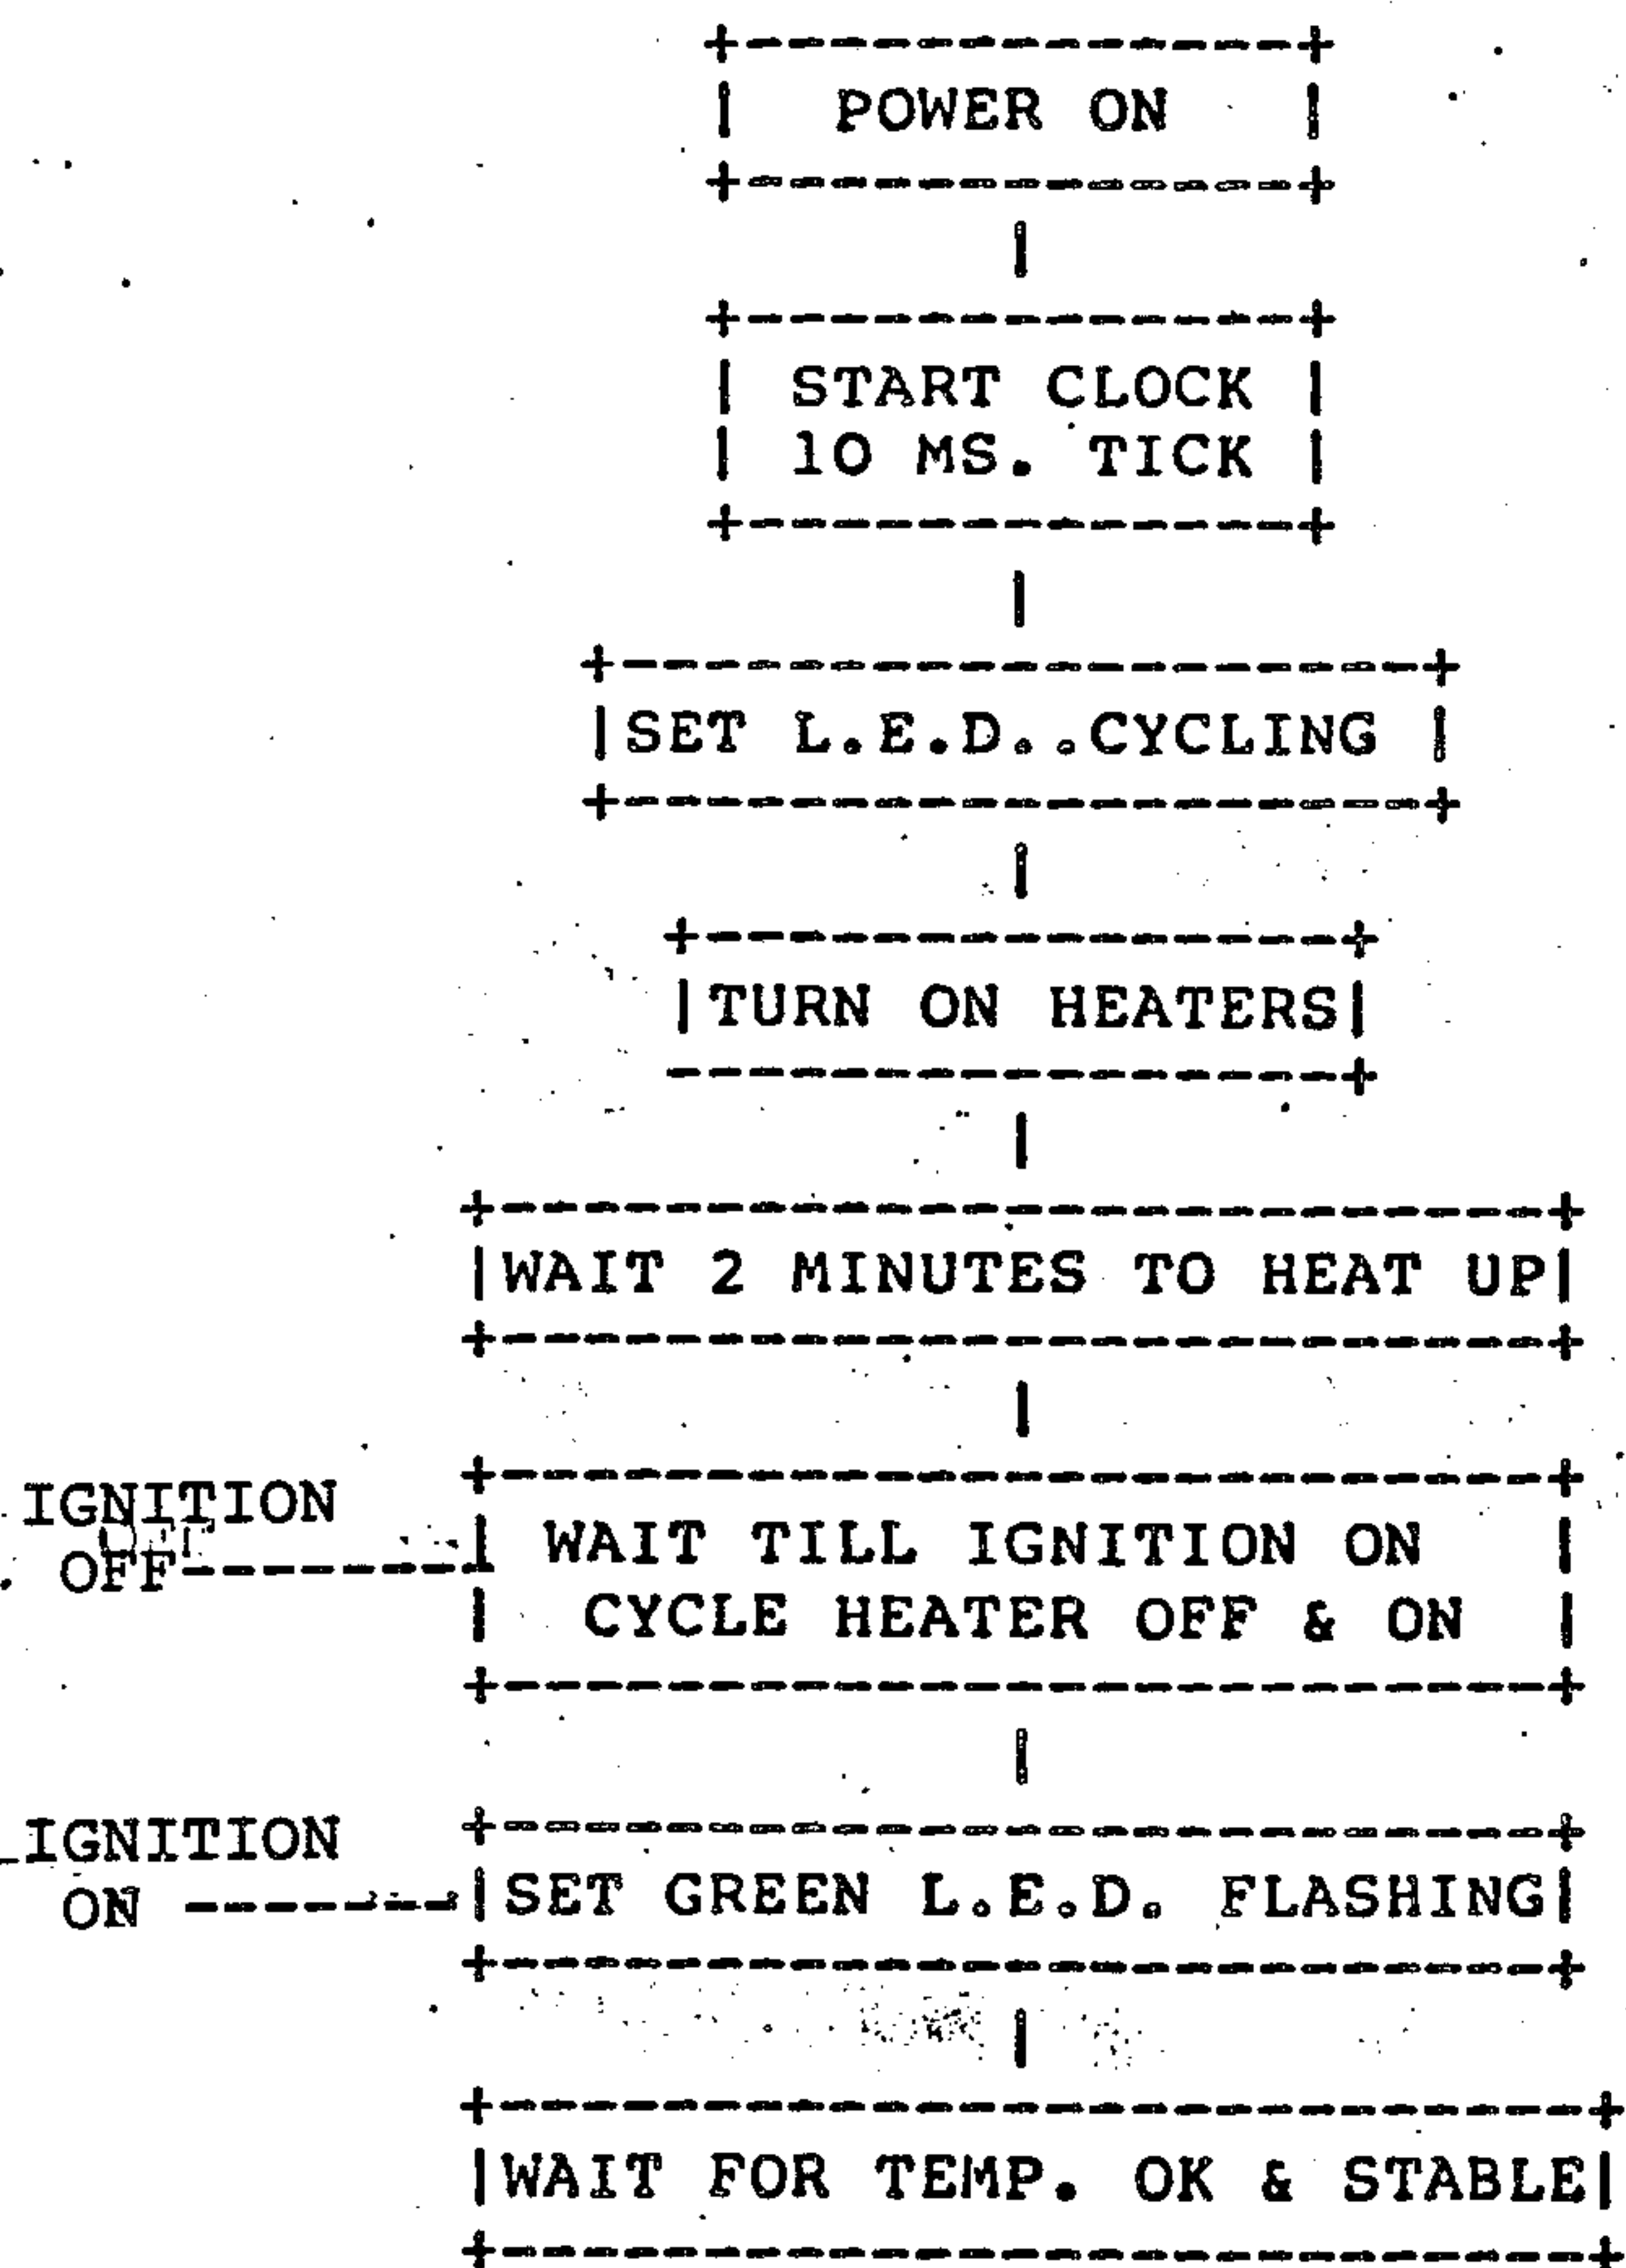 POWER ON
START CLOCK
10 MS. TICK
SET L.E.D..CYCLING
TURN ON HEATERS
WAIT 2 MINUTES TO HEAT UP
IGNITION
OFF
WAIT TILL IGNITION ON
CYCLE HEATER OFF & ON
IGNITION
ON
SET GREEN L.E.D. FLASHING
WAIT FOR TEMP. OK & STABLE